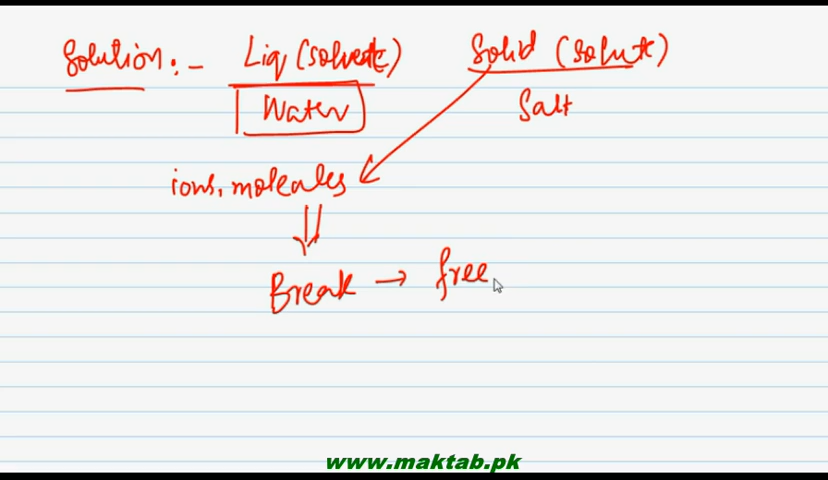 Solution :- Liq (solvent) Solid (solute)
Water Salt
ions, molecules
Break → free
www.maktab.pk